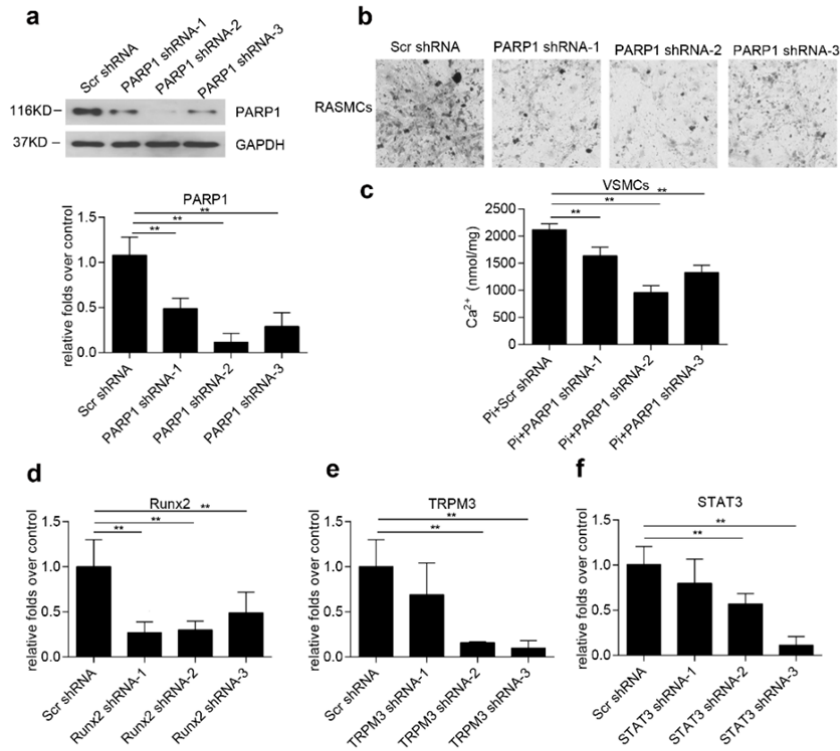 a
Scr shRNA
PARP1 shRNA-1
PARP1 shRNA-2
PARP1 shRNA-3
116KD
PARP1
37KD
GAPDH
PARP1
relative folds over control
1.5
1.0
0.5
0.0
**
**
**
Scr shRNA
PARP1 shRNA-1
PARP1 shRNA-2
PARP1 shRNA-3
b
Scr shRNA
PARP1 shRNA-1
PARP1 shRNA-2
PARP1 shRNA-3
RASMCs
c
VSMCs
Ca²⁺ (nmol/mg)
2500
2000
1500
1000
500
0
**
**
**
Pi+Scr shRNA
Pi+PARP1 shRNA-1
Pi+PARP1 shRNA-2
Pi+PARP1 shRNA-3
d
Runx2
relative folds over control
1.5
1.0
0.5
0.0
**
**
**
Scr shRNA
Runx2 shRNA-1
Runx2 shRNA-2
Runx2 shRNA-3
e
TRPM3
relative folds over control
1.5
1.0
0.5
0.0
**
**
Scr shRNA
TRPM3 shRNA-1
TRPM3 shRNA-2
TRPM3 shRNA-3
f
STAT3
relative folds over control
1.5
1.0
0.5
0.0
**
**
Scr shRNA
STAT3 shRNA-1
STAT3 shRNA-2
STAT3 shRNA-3